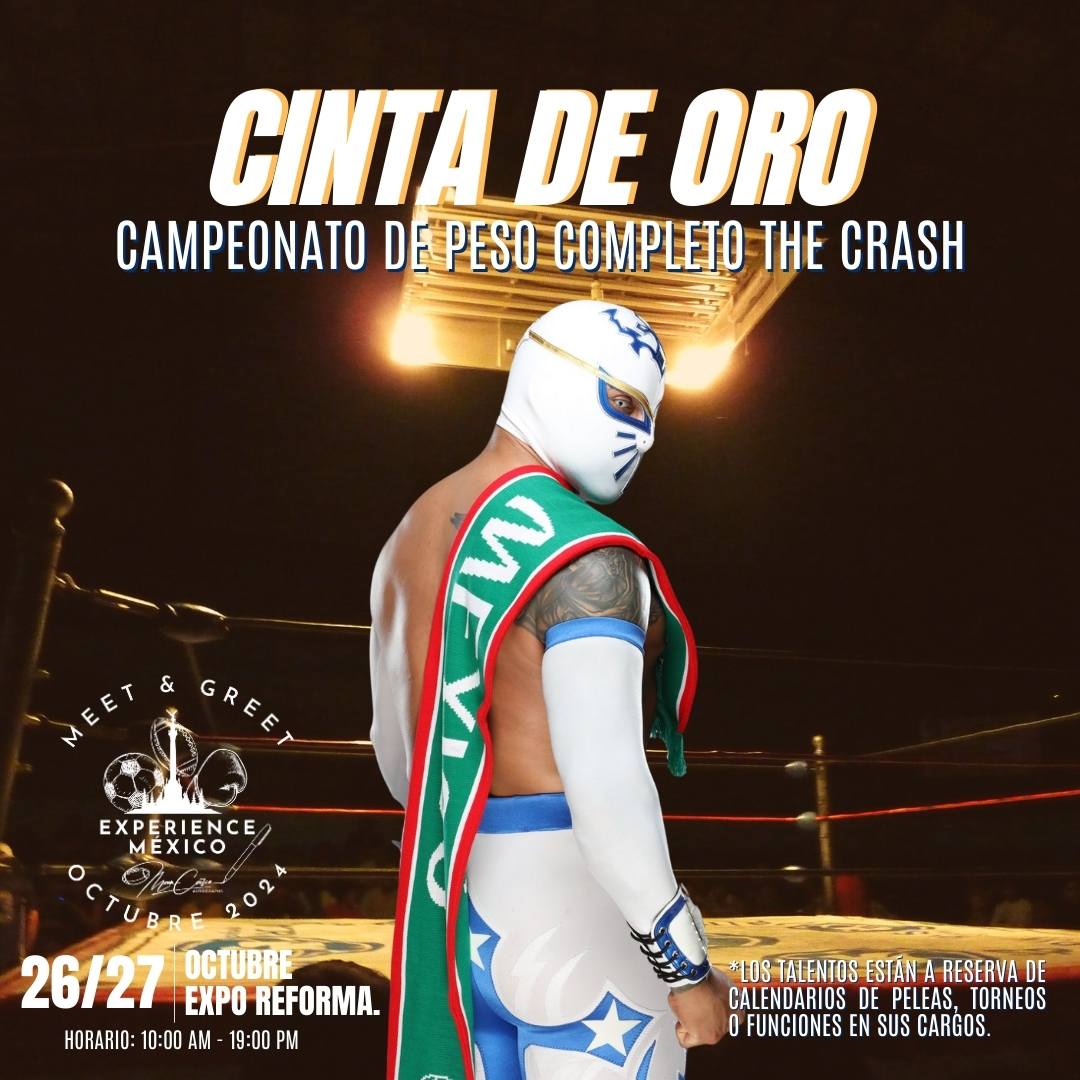 CINTA DE ORO
CAMPEONATO DE PESO COMPLETO THE CRASH
MEXICO
MEET & GREET
EXPERIENCE
MÉXICO
OCTUBRE 2024
26/27
OCTUBRE
EXPO REFORMA.
HORARIO: 10:00 AM - 19:00 PM
*LOS TALENTOS ESTÁN A RESERVA DE
CALENDARIOS DE PELEAS, TORNEOS
O FUNCIONES EN SUS CARGOS.